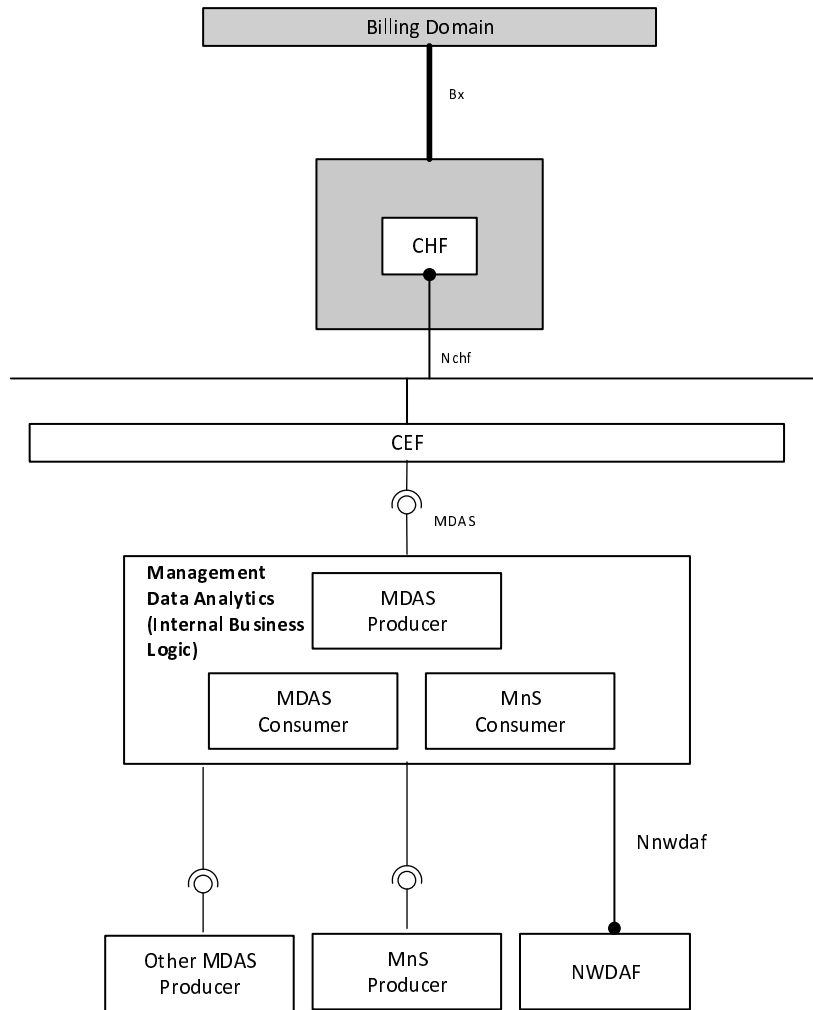 Billing Domain
Bx
CHF
Nchf
CEF
MDAS
Management
Data Analytics
(Internal Business
Logic)
MDAS
Producer
MDAS
Consumer
MnS
Consumer
Nnwdaf
Other MDAS
Producer
MnS
Producer
NWDAF